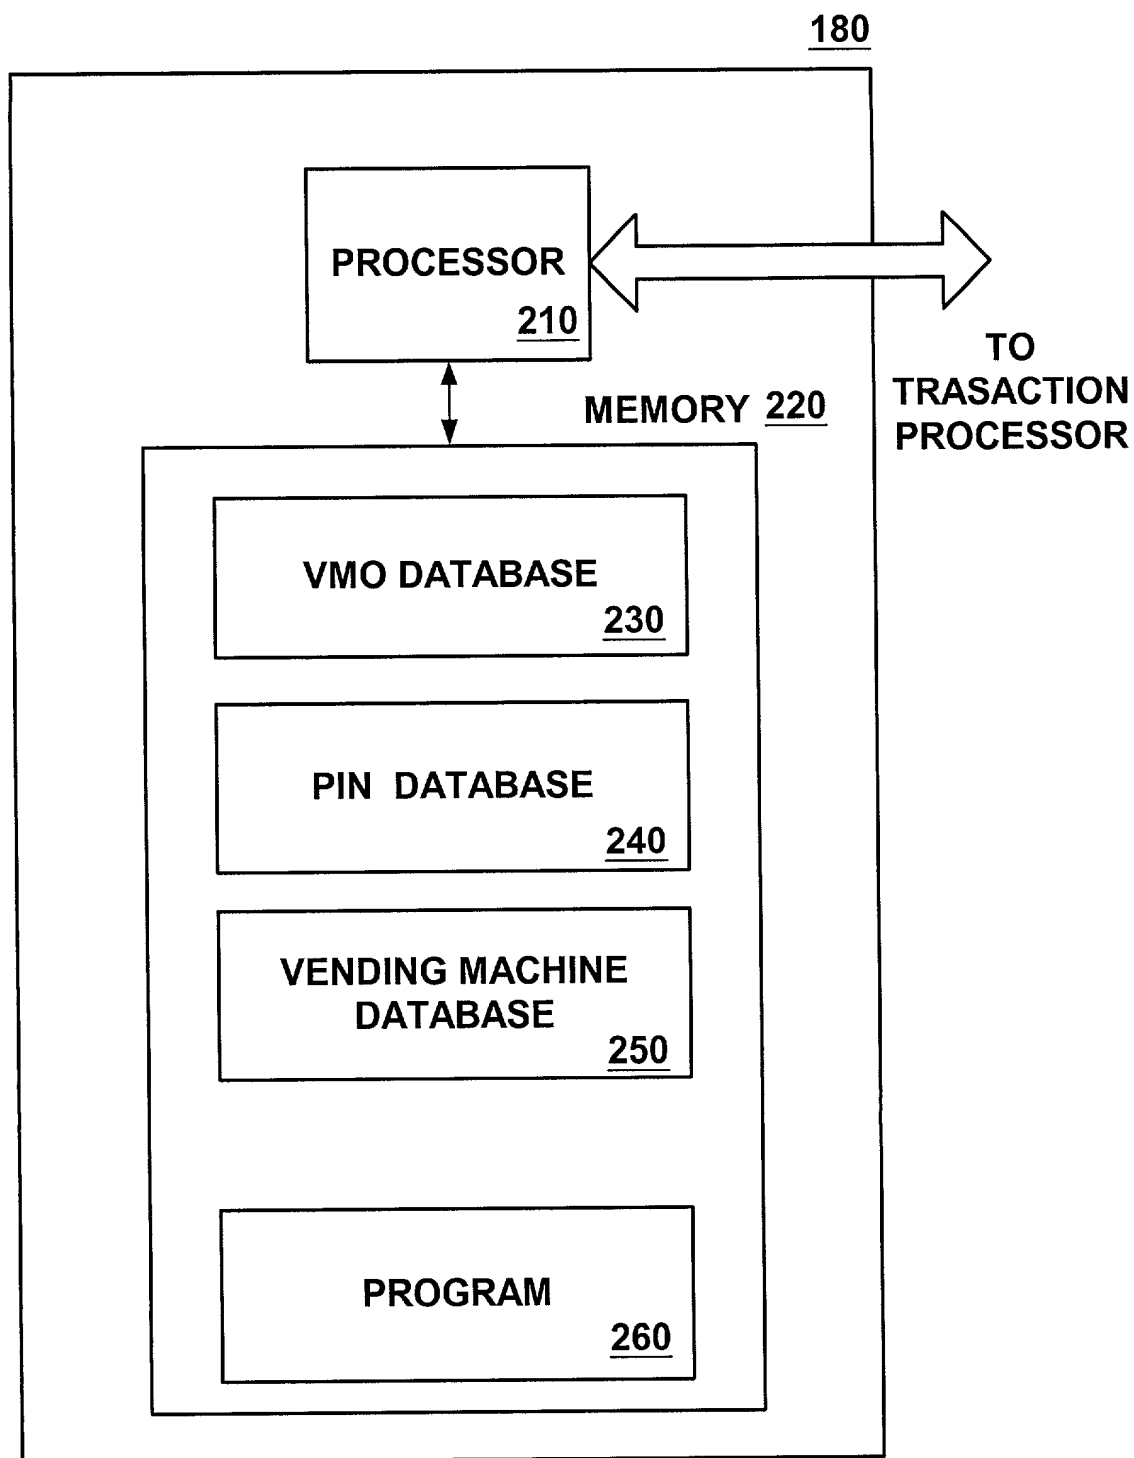 180
PROCESSOR
210
TO
TRASACTION
PROCESSOR
MEMORY 220
VMO DATABASE
230
PIN DATABASE
240
VENDING MACHINE
DATABASE
250
PROGRAM
260